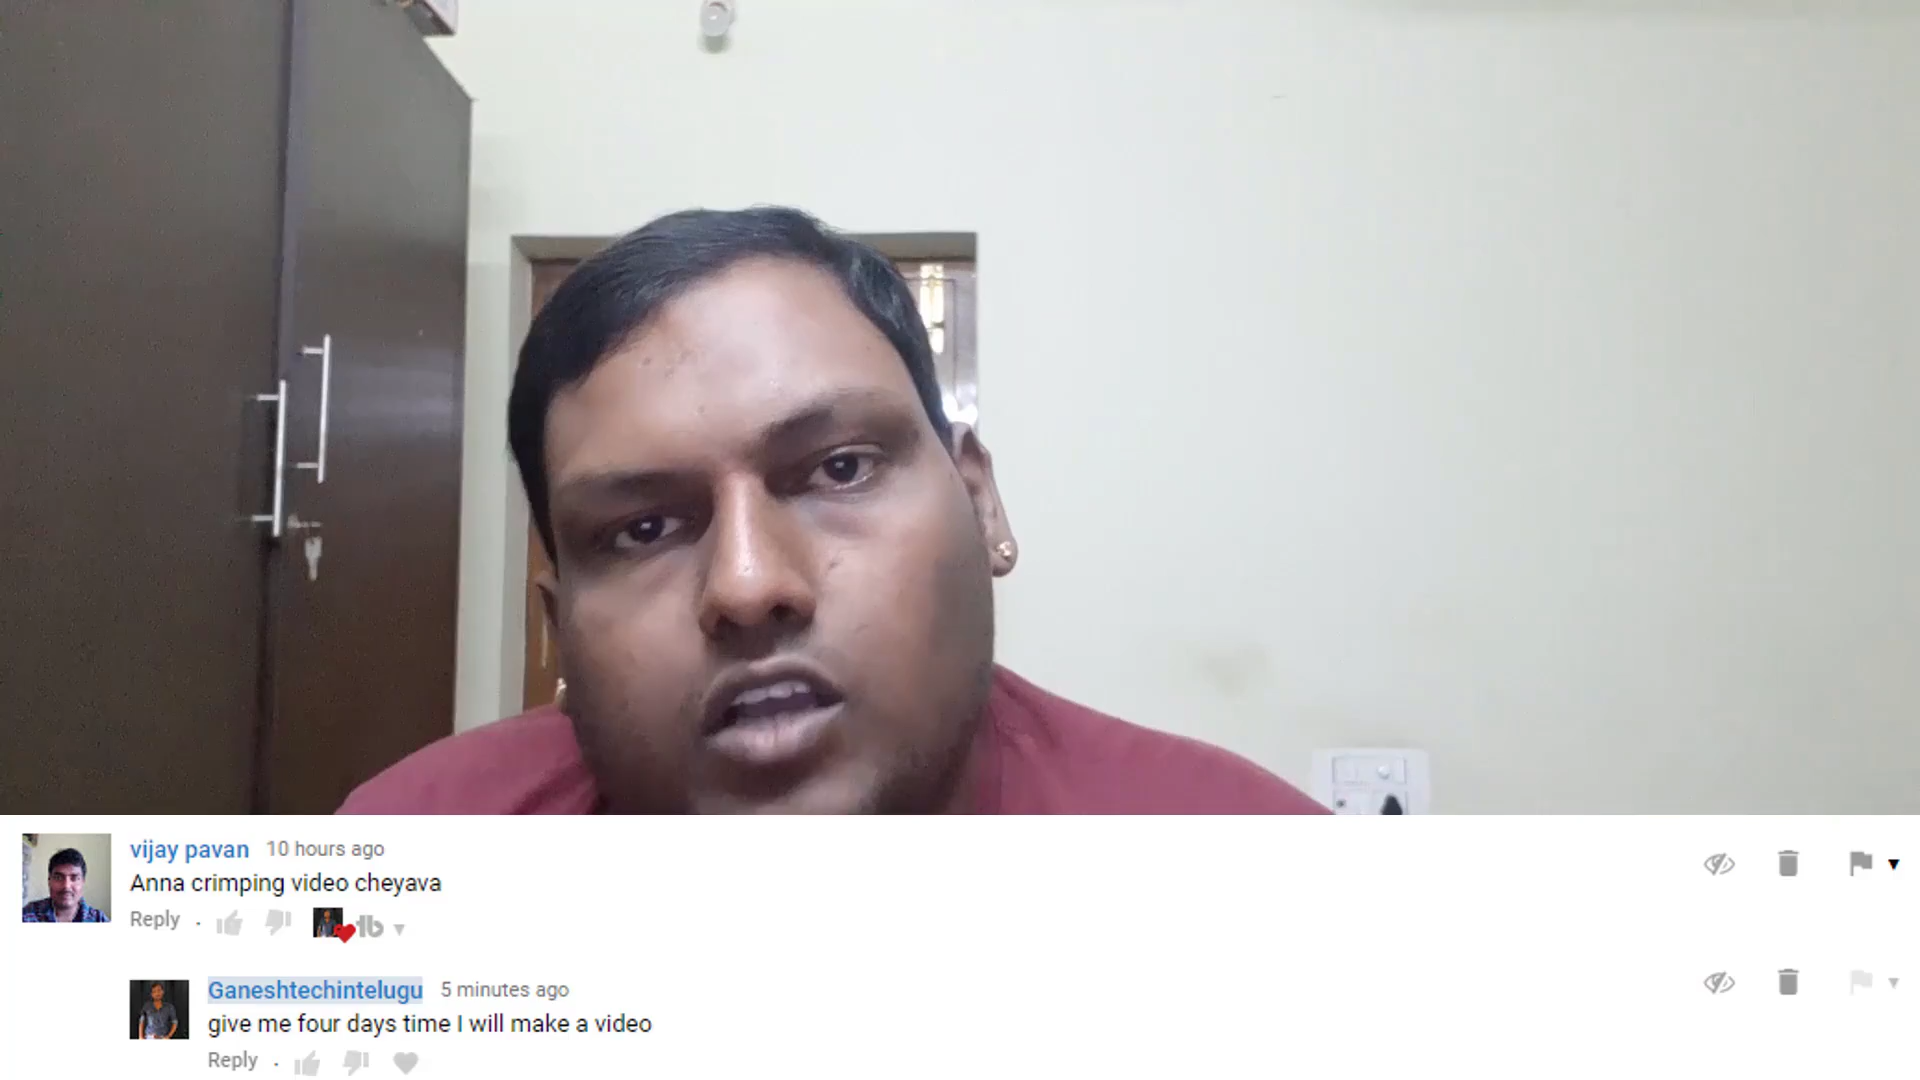 vijay pavan 10 hours ago
Anna crimping video cheyava
Reply .
Ganeshtechintelugu 5 minutes ago
give me four days time I will make a video
Reply .